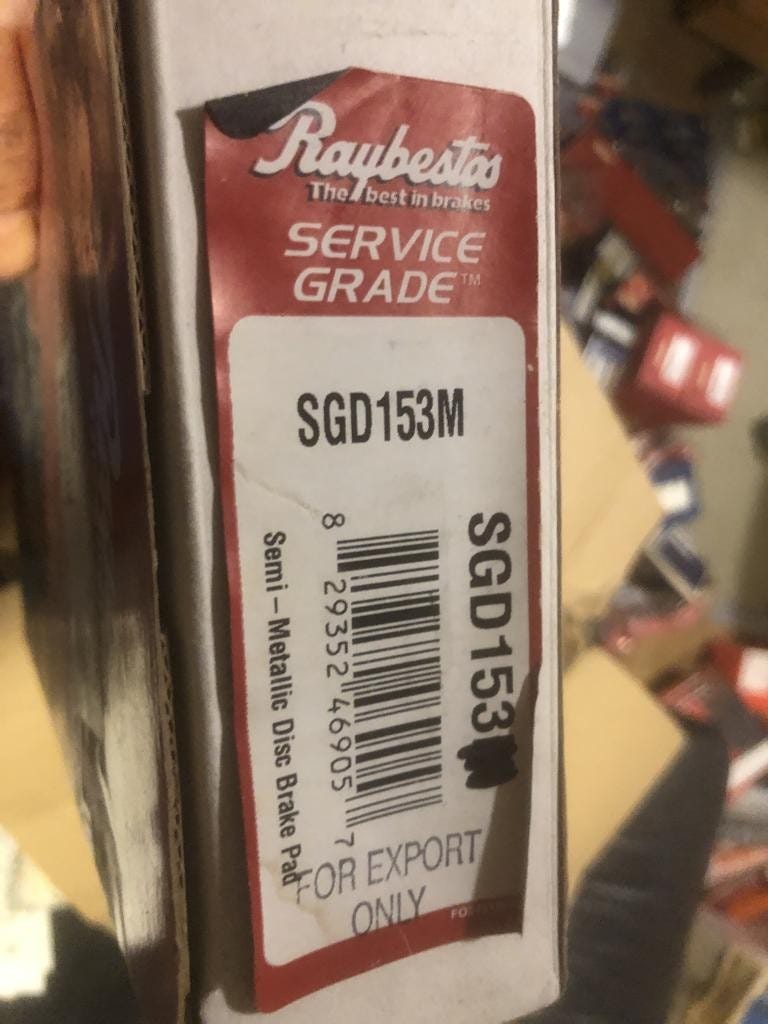 Raybestos
The best in brakes
SERVICE
GRADE™
SGD153M
SGD153
8 29352 46905 7
Semi-Metallic Disc Brake Pad
FOR EXPORT
ONLY